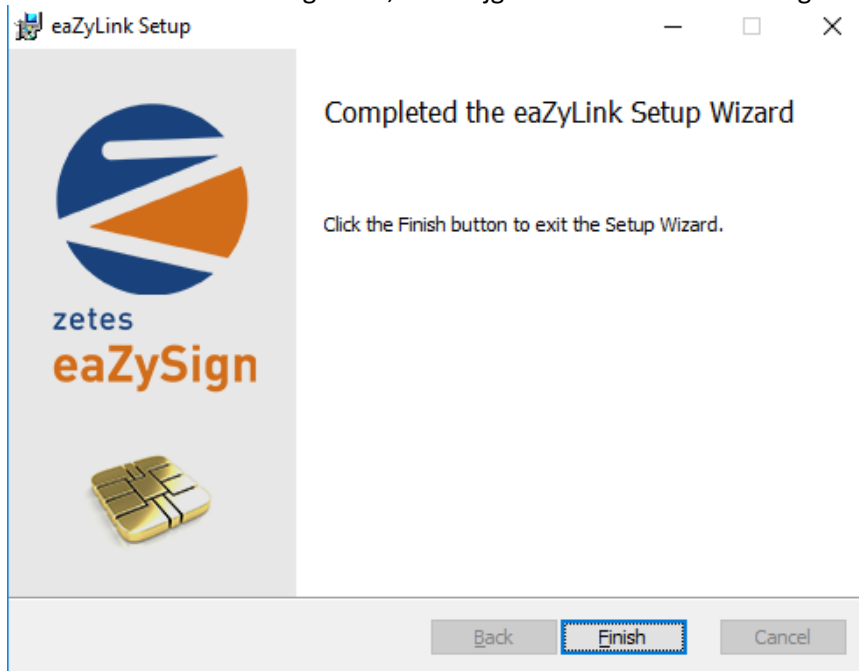 eaZyLink Setup
Completed the eaZyLink Setup Wizard
Click the Finish button to exit the Setup Wizard.
zetes
eaZySign
Back
Finish
Cancel